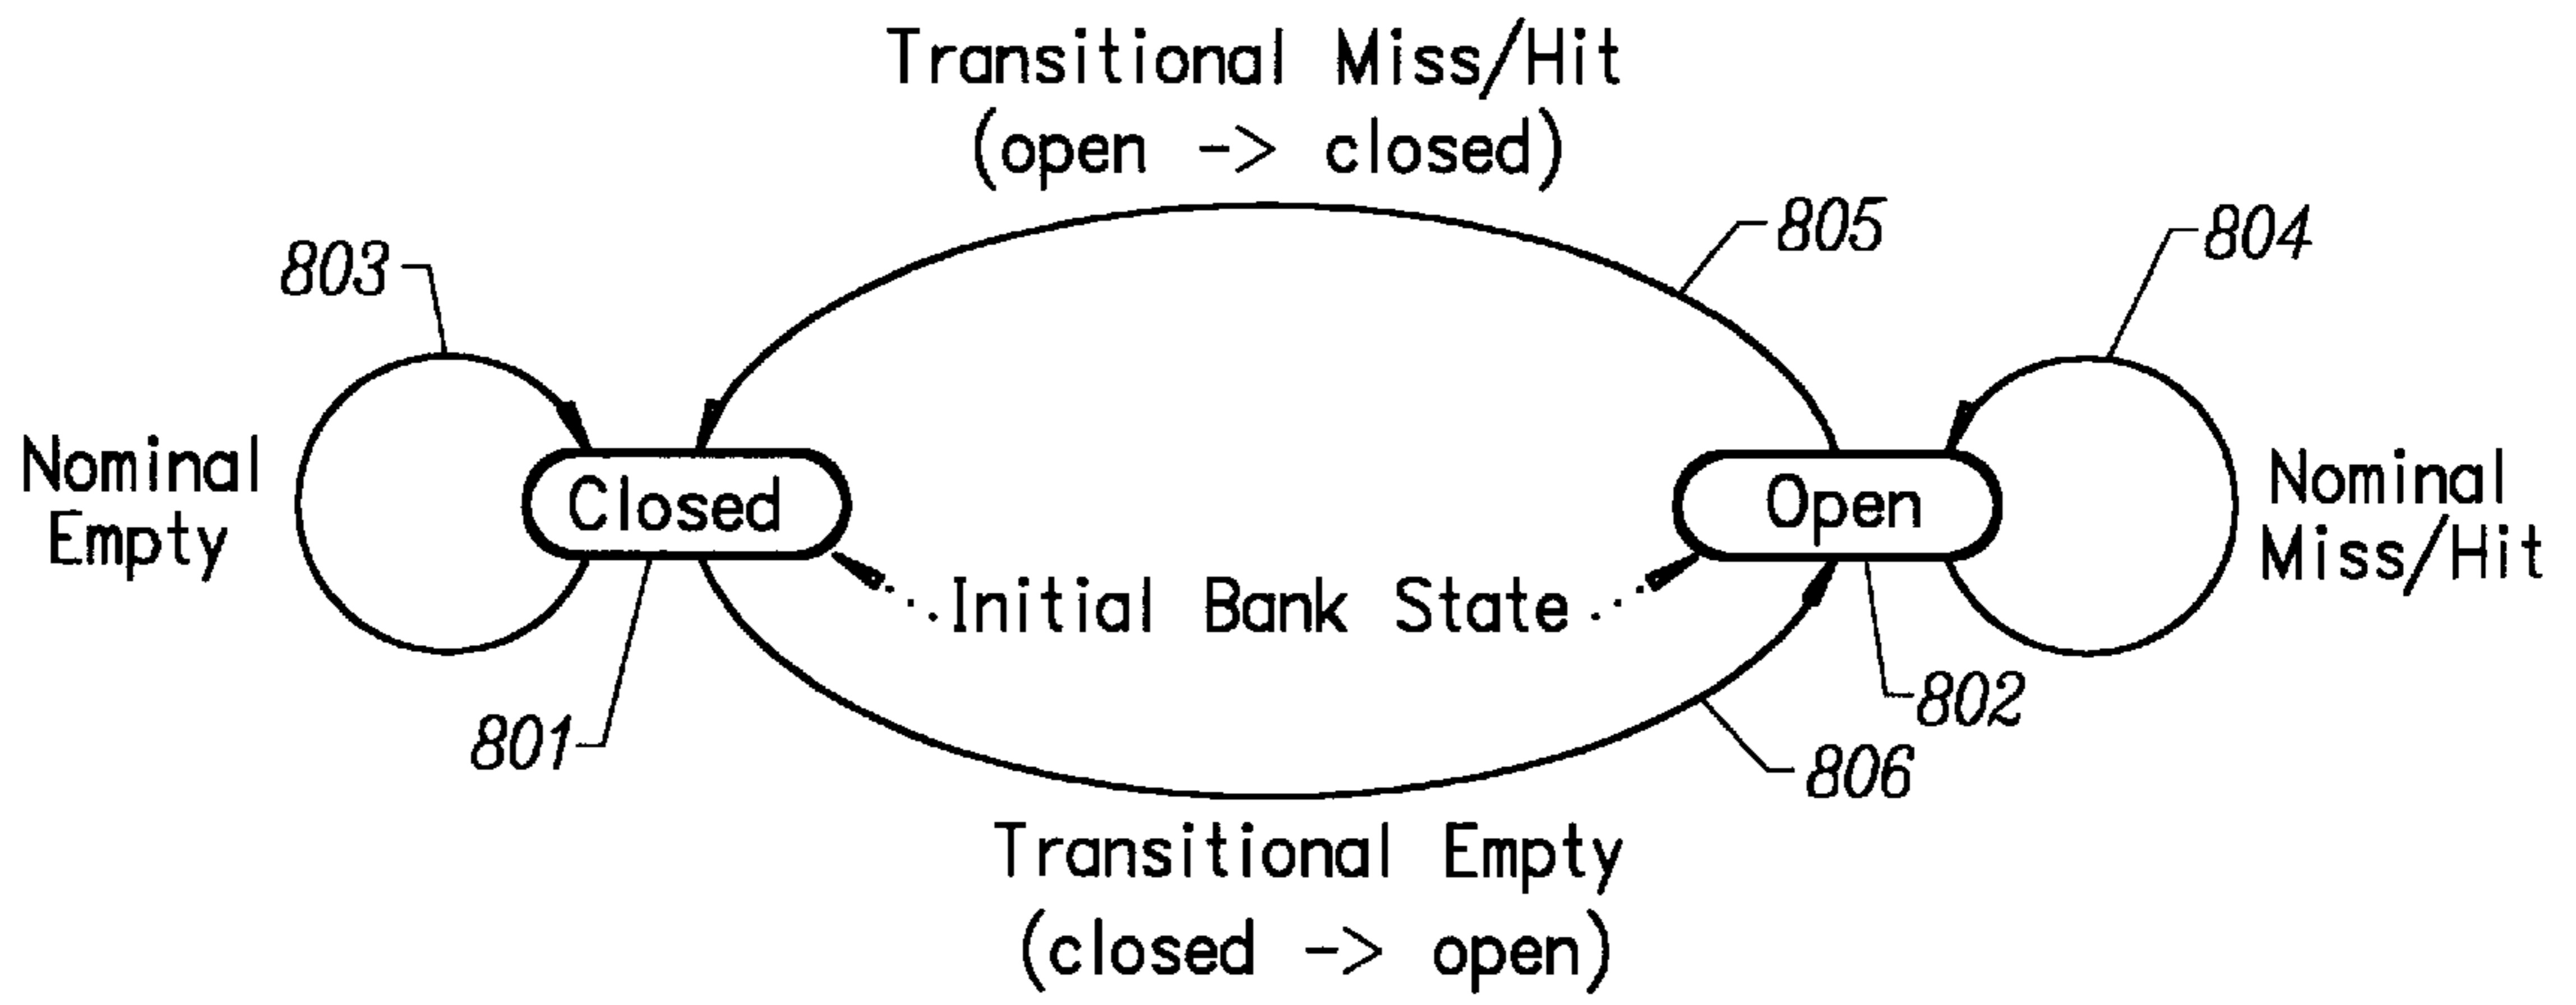 Transitional Miss/Hit
(open -> closed)
805
804
803
Nominal
Empty
Closed
Open
Nominal
Miss/Hit
Initial Bank State
801
802
806
Transitional Empty
(closed -> open)